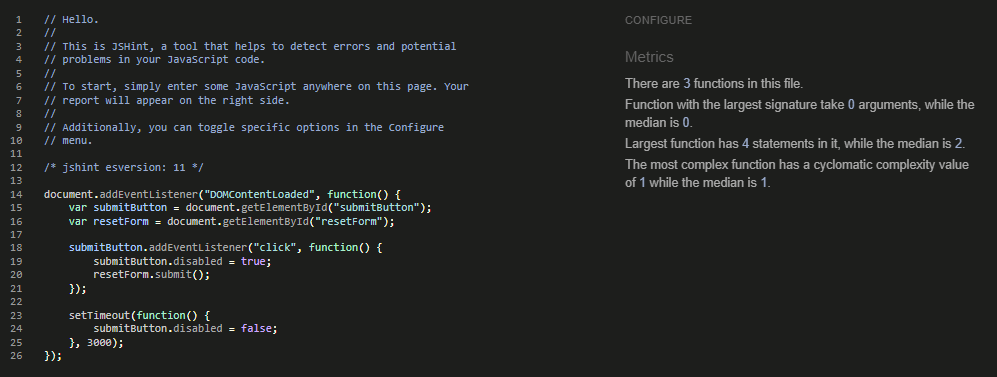 1 // Hello.
2 //
3 // This is JSHint, a tool that helps to detect errors and potential
4 // problems in your JavaScript code.
5 //
6 // To start, simply enter some JavaScript anywhere on this page. Your
7 // report will appear on the right side.
8 //
9 // Additionally, you can toggle specific options in the Configure
10 // menu.
11
12 /* jshint esversion: 11 */
13
14 document.addEventListener("DOMContentLoaded", function() {
15     var submitButton = document.getElementById("submitButton");
16     var resetForm = document.getElementById("resetForm");
17
18     submitButton.addEventListener("click", function() {
19         submitButton.disabled = true;
20         resetForm.submit();
21     });
22
23     setTimeout(function() {
24         submitButton.disabled = false;
25     }, 3000);
26 });
CONFIGURE
Metrics
There are 3 functions in this file.
Function with the largest signature take 0 arguments, while the
median is 0.
Largest function has 4 statements in it, while the median is 2.
The most complex function has a cyclomatic complexity value
of 1 while the median is 1.